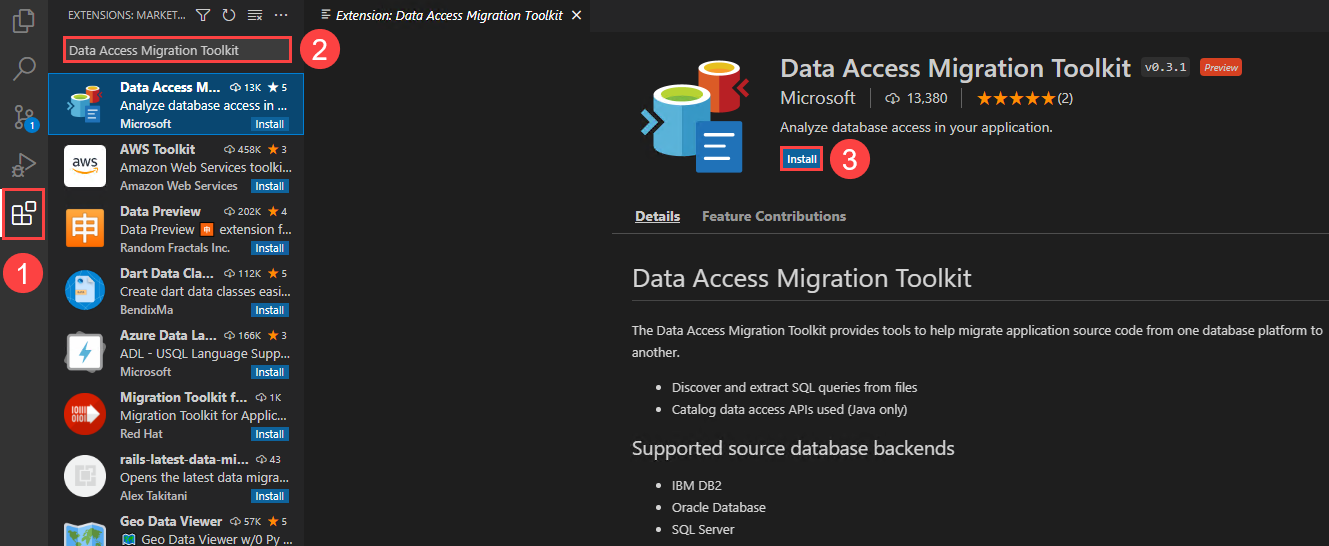 EXTENSIONS: MARKET...
Data Access Migration Toolkit
2
1
Data Access M... 13K 5
Analyze database access in ...
Microsoft Install
aws
AWS Toolkit 458K 3
Amazon Web Services toolki...
Amazon Web Services Install
申
Data Preview 202K 4
Data Preview 申 extension f...
Random Fractals Inc. Install
Dart Data Cla... 112K 5
Create dart data classes easi...
BendixMa Install
Azure Data La... 166K 3
ADL - USQL Language Supp...
Microsoft Install
Migration Toolkit f... 1K
Migration Toolkit for Applic...
Red Hat Install
rails-latest-data-mi... 43
Opens the latest data migra...
Alex Takitani Install
Geo Data Viewer 57K 5
Geo Data Viewer w/0 Py ...
1
Extension: Data Access Migration Toolkit
Data Access Migration Toolkit v0.3.1 Preview
Microsoft 13,380 (2)
Analyze database access in your application.
Install 3
Details Feature Contributions
Data Access Migration Toolkit
The Data Access Migration Toolkit provides tools to help migrate application source code from one database platform to
another.
• Discover and extract SQL queries from files
• Catalog data access APIs used (Java only)
Supported source database backends
• IBM DB2
• Oracle Database
• SQL Server